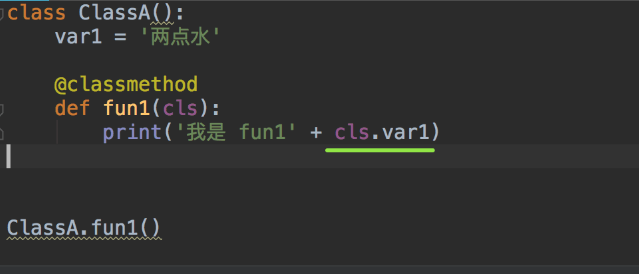 class ClassA():
    var1 = '两点水'
    @classmethod
    def fun1(cls):
        print('我是 fun1' + cls.var1)
ClassA.fun1()